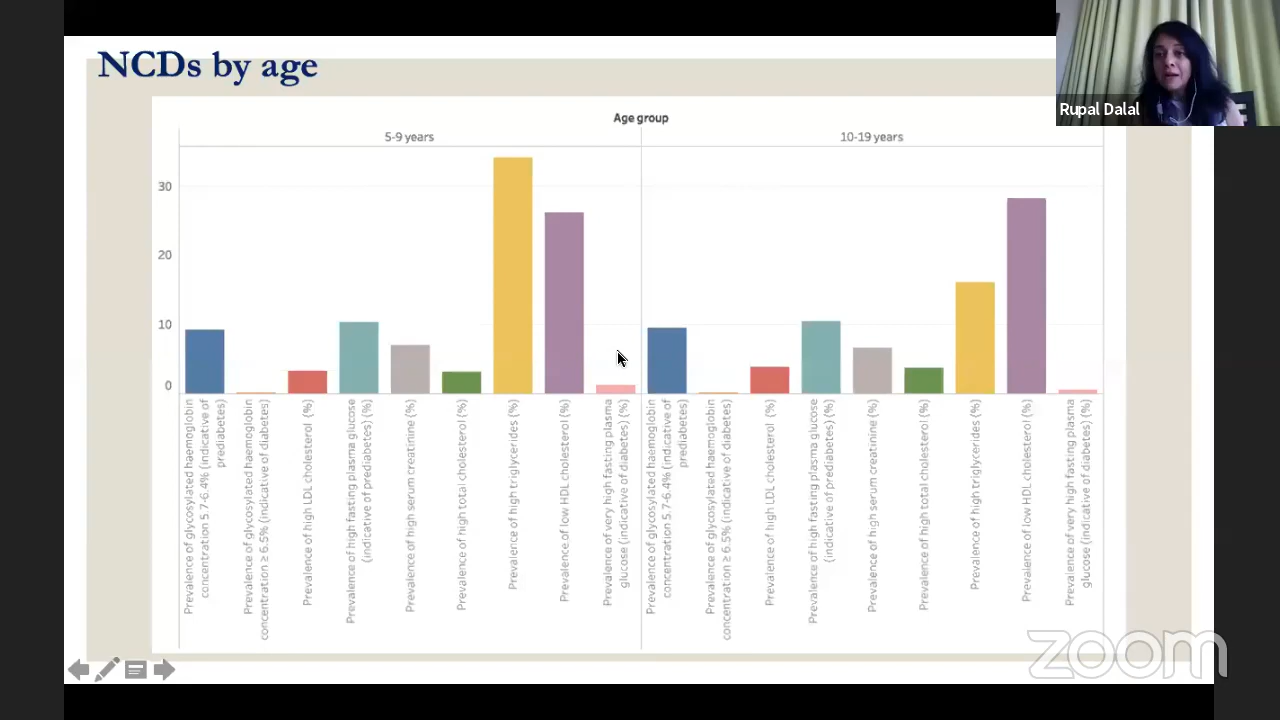 NCDs by age
Rupal Dalal
Age group
5-9 years
10-19 years
30
20
10
0
Prevalence of glycosylated haemoglobin
concentration 5.7-6.4% (indicative of
prediabetes)
Prevalence of glycosylated haemoglobin
concentration ≥ 6.5% (indicative of diabetes)
Prevalence of high LDL cholesterol (%)
Prevalence of high fasting plasma glucose
(indicative of prediabetes) (%)
Prevalence of high serum creatinine (%)
Prevalence of high total cholesterol (%)
Prevalence of high triglycerides (%)
Prevalence of low HDL cholesterol (%)
Prevalence of very high fasting plasma
glucose (indicative of diabetes) (%)
Prevalence of glycosylated haemoglobin
concentration 5.7-6.4% (indicative of
prediabetes)
Prevalence of glycosylated haemoglobin
concentration ≥ 6.5% (indicative of diabetes)
Prevalence of high LDL cholesterol (%)
Prevalence of high fasting plasma glucose
(indicative of prediabetes) (%)
Prevalence of high serum creatinine (%)
Prevalence of high total cholesterol (%)
Prevalence of high triglycerides (%)
Prevalence of low HDL cholesterol (%)
Prevalence of very high fasting plasma
glucose (indicative of diabetes) (%)
zoom